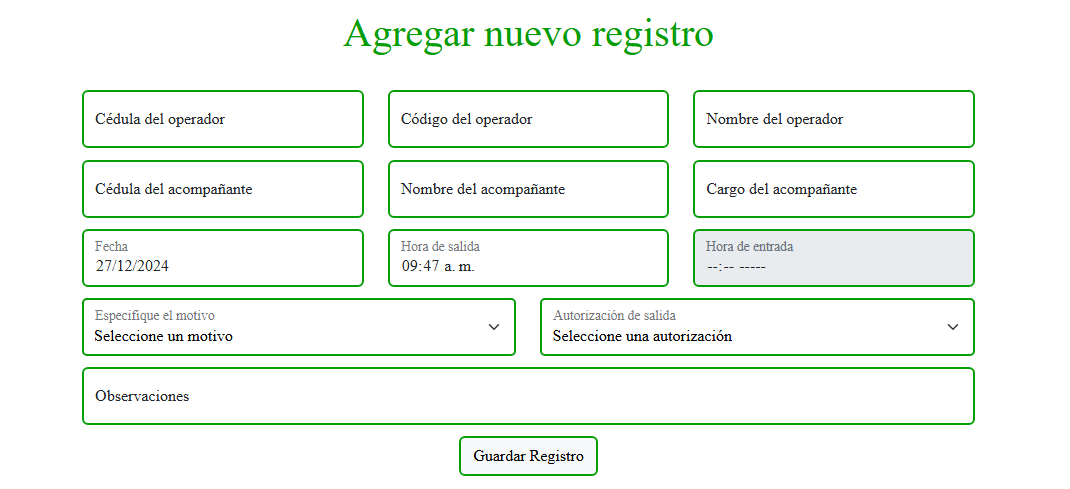 Agregar nuevo registro
Cédula del operador
Código del operador
Nombre del operador
Cédula del acompañante
Nombre del acompañante
Cargo del acompañante
Fecha
27/12/2024
Hora de salida
09:47 a. m.
Hora de entrada
--:-- -----
Especifique el motivo
Seleccione un motivo
Autorización de salida
Seleccione una autorización
Observaciones
Guardar Registro